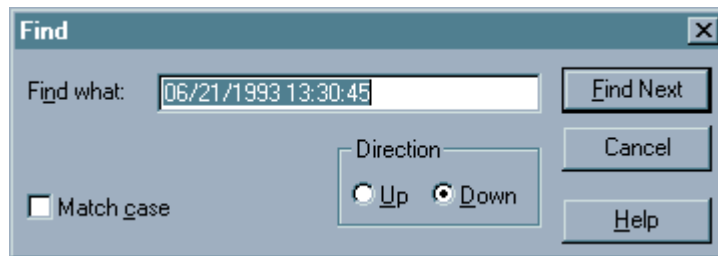 Find
Find what: 06/21/1993 13:30:45 Find Next
Direction Cancel
Match case Up Down
Help